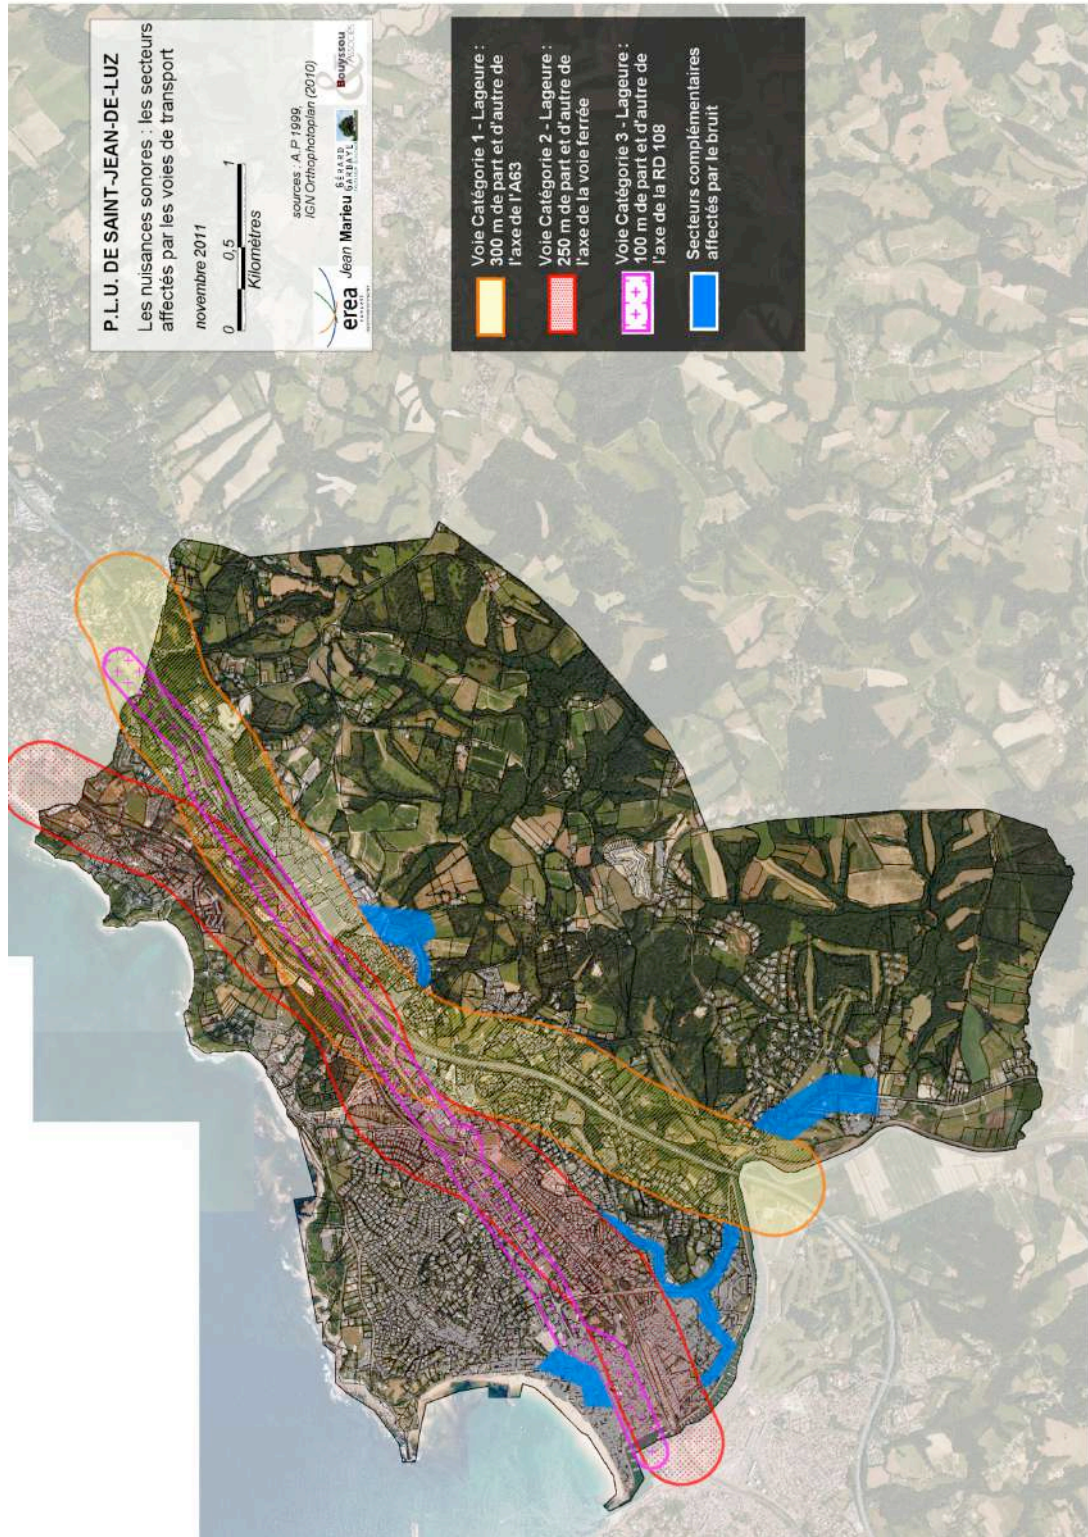 P.L.U. DE SAINT-JEAN-DE-LUZ
Les nuisances sonores : les secteurs
affectés par les voies de transport
novembre 2011
0 0,5 1
Kilomètres
sources : A.P 1999,
IGN Orthophotoplan (2010)
erea
Jean Marieu
GÉRARD
GARBAYE
&
Bouyssou
ASSOCIÉS
Voie Catégorie 1 - Lageure :
300 m de part et d'autre de
l'axe de l'A63
Voie Catégorie 2 - Lageure :
250 m de part et d'autre de
l'axe de la voie ferrée
Voie Catégorie 3 - Lageure :
100 m de part et d'autre de
l'axe de la RD 108
Secteurs complémentaires
affectés par le bruit